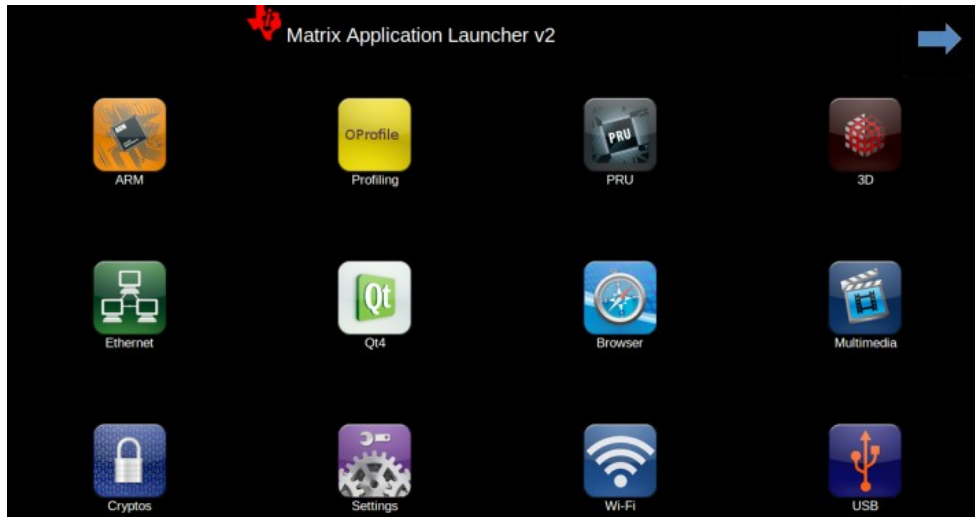 Matrix Application Launcher v2
OProfile
PRU
ARM
Profiling
PRU
3D
Qt
Ethernet
Qt4
Browser
Multimedia
Cryptos
Settings
Wi-Fi
USB